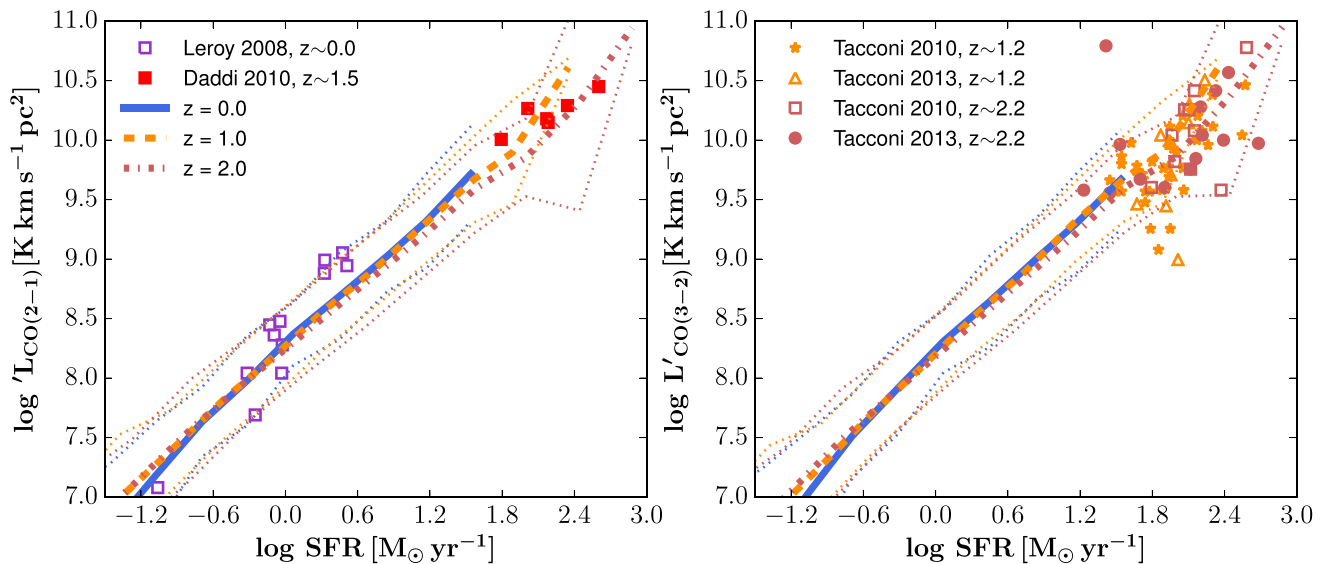 log ′L_CO(2−1) [K km s⁻¹ pc²]
11.0
10.5
10.0
9.5
9.0
8.5
8.0
7.5
7.0
Leroy 2008, z∼0.0
Daddi 2010, z∼1.5
z = 0.0
z = 1.0
z = 2.0
−1.2 −0.6 0.0 0.6 1.2 1.8 2.4 3.0
log SFR [M⊙ yr⁻¹]
log L′_CO(3−2) [K km s⁻¹ pc²]
11.0
10.5
10.0
9.5
9.0
8.5
8.0
7.5
7.0
Tacconi 2010, z∼1.2
Tacconi 2013, z∼1.2
Tacconi 2010, z∼2.2
Tacconi 2013, z∼2.2
−1.2 −0.6 0.0 0.6 1.2 1.8 2.4 3.0
log SFR [M⊙ yr⁻¹]